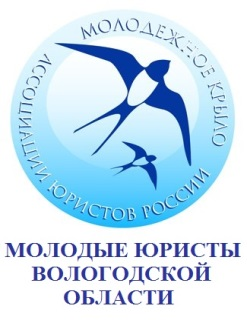 МОЛОДЕЖНОЕ КРЫЛО
АССОЦИАЦИИ ЮРИСТОВ РОССИИ
МОЛОДЫЕ ЮРИСТЫ
ВОЛОГОДСКОЙ
ОБЛАСТИ